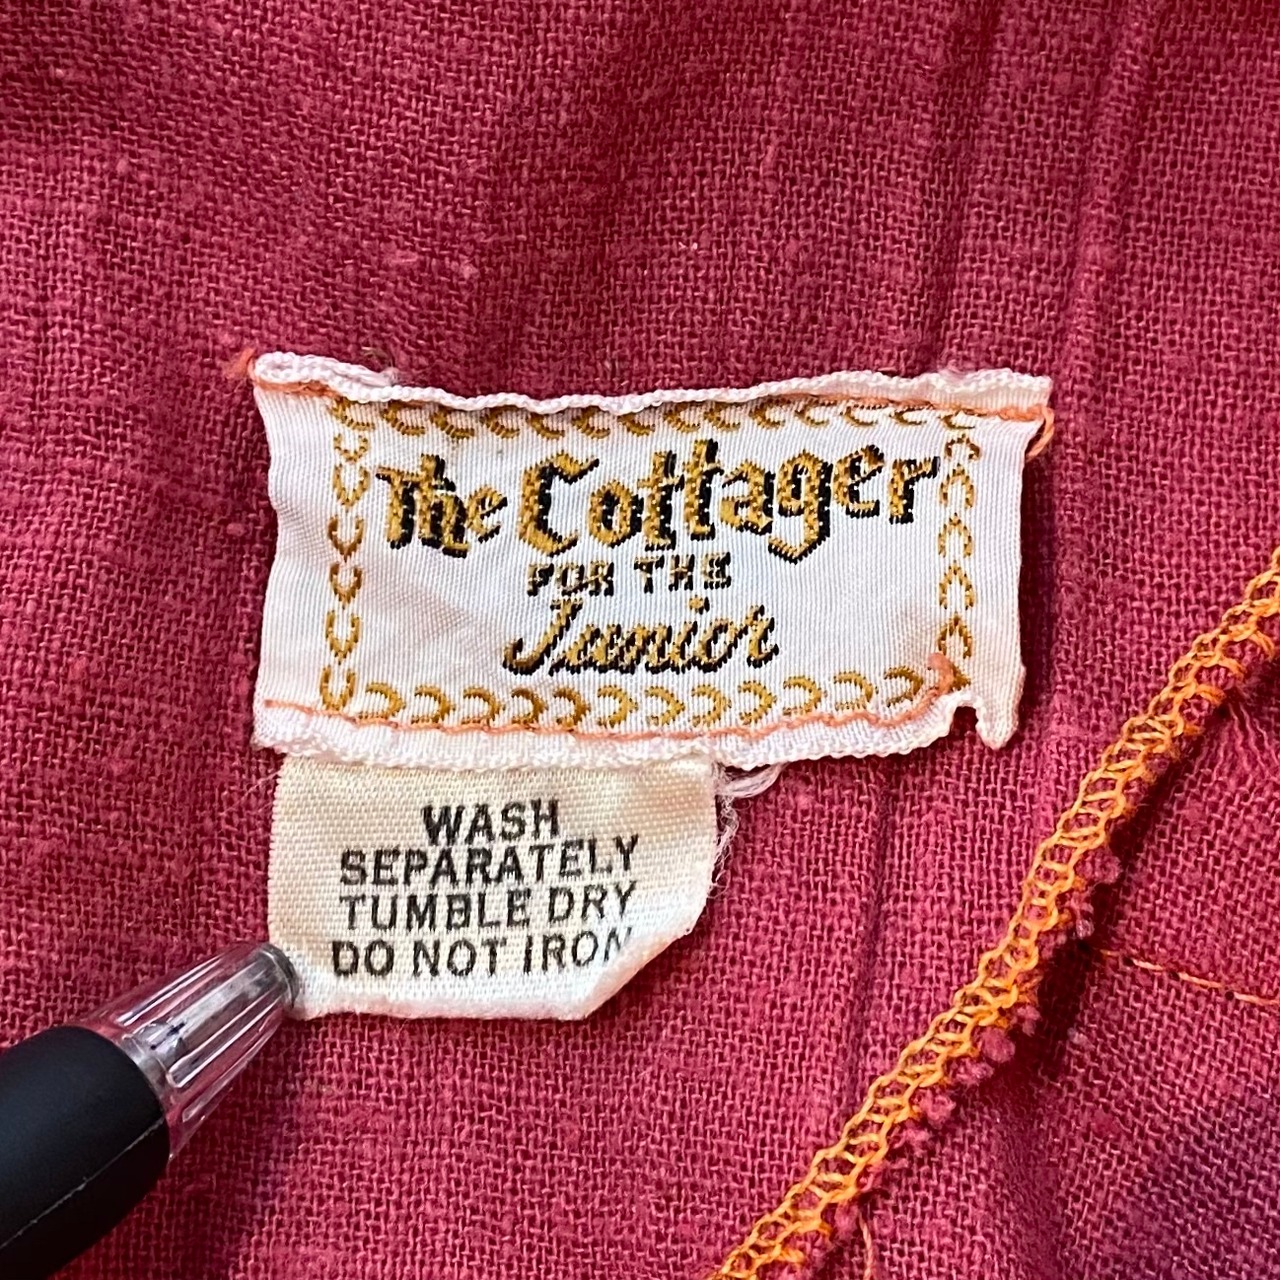 The Cottager
FOR THE
Junior
WASH
SEPARATELY
TUMBLE DRY
DO NOT IRON